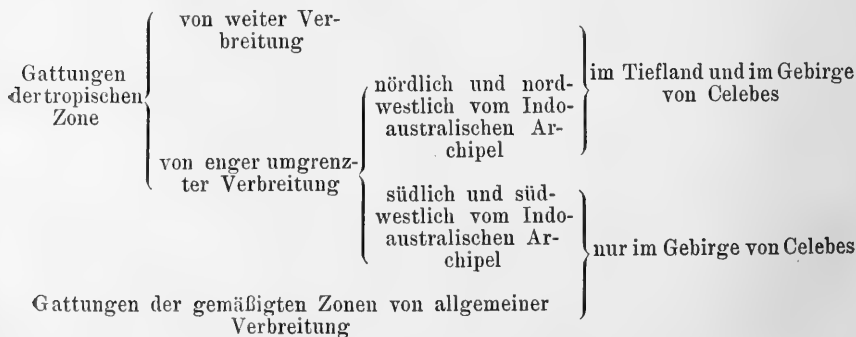 von weiter Ver-
breitung
Gattungen
dertropischen
Zone
von enger umgrenz-
ter Verbreitung
nördlich und nord-
westlich vom Indo-
australischen Ar-
chipel
südlich und süd-
westlich vom Indo-
australischen Ar-
chipel
im Tiefland und im Gebirge
von Celebes
nur im Gebirge von Celebes
Gattungen der gemäßigten Zonen von allgemeiner
Verbreitung